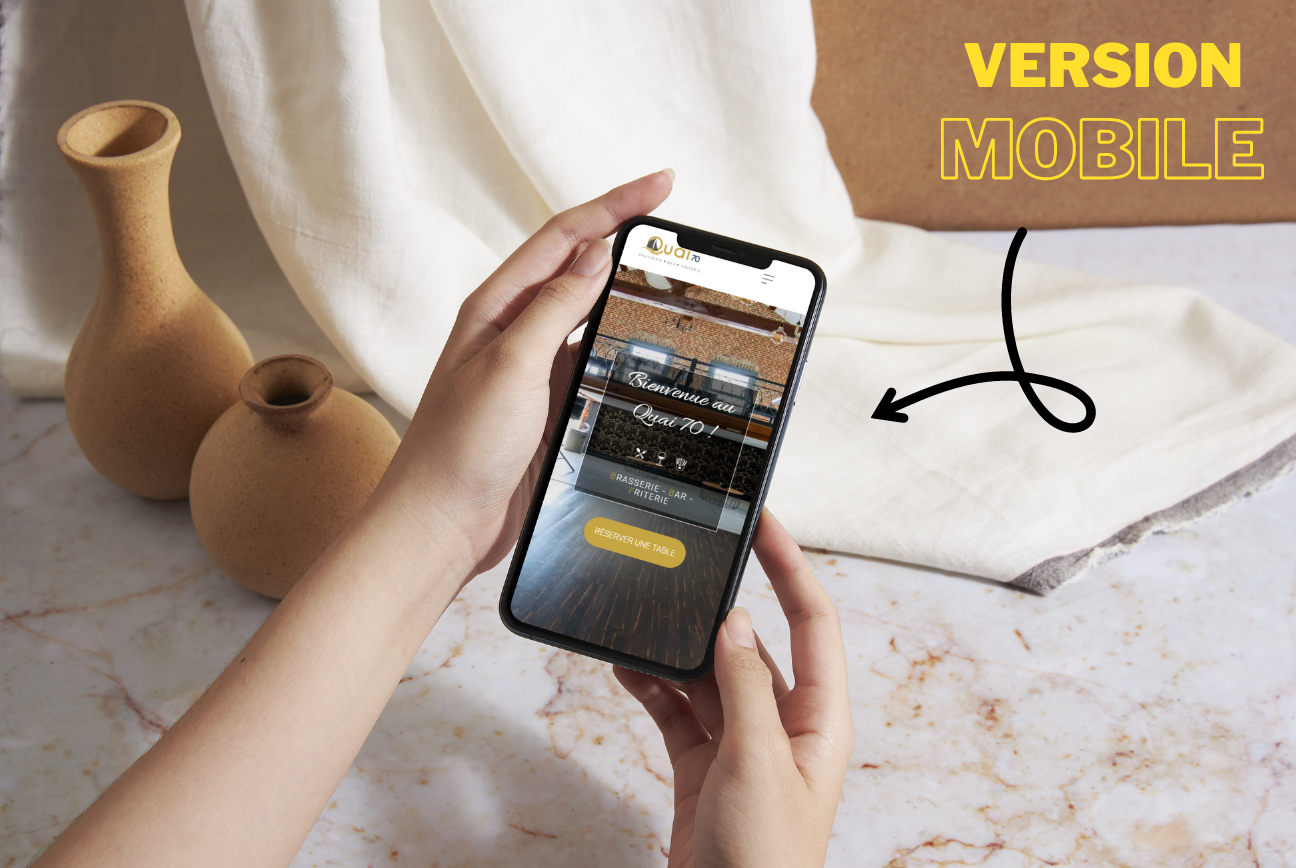 VERSION
MOBILE
Quai 70
BRASSERIE • BAR • FRITERIE
Bienvenue au
Quai 70 !
BRASSERIE - BAR -
FRITERIE
RÉSERVER UNE TABLE